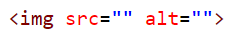 <img src="" alt="">